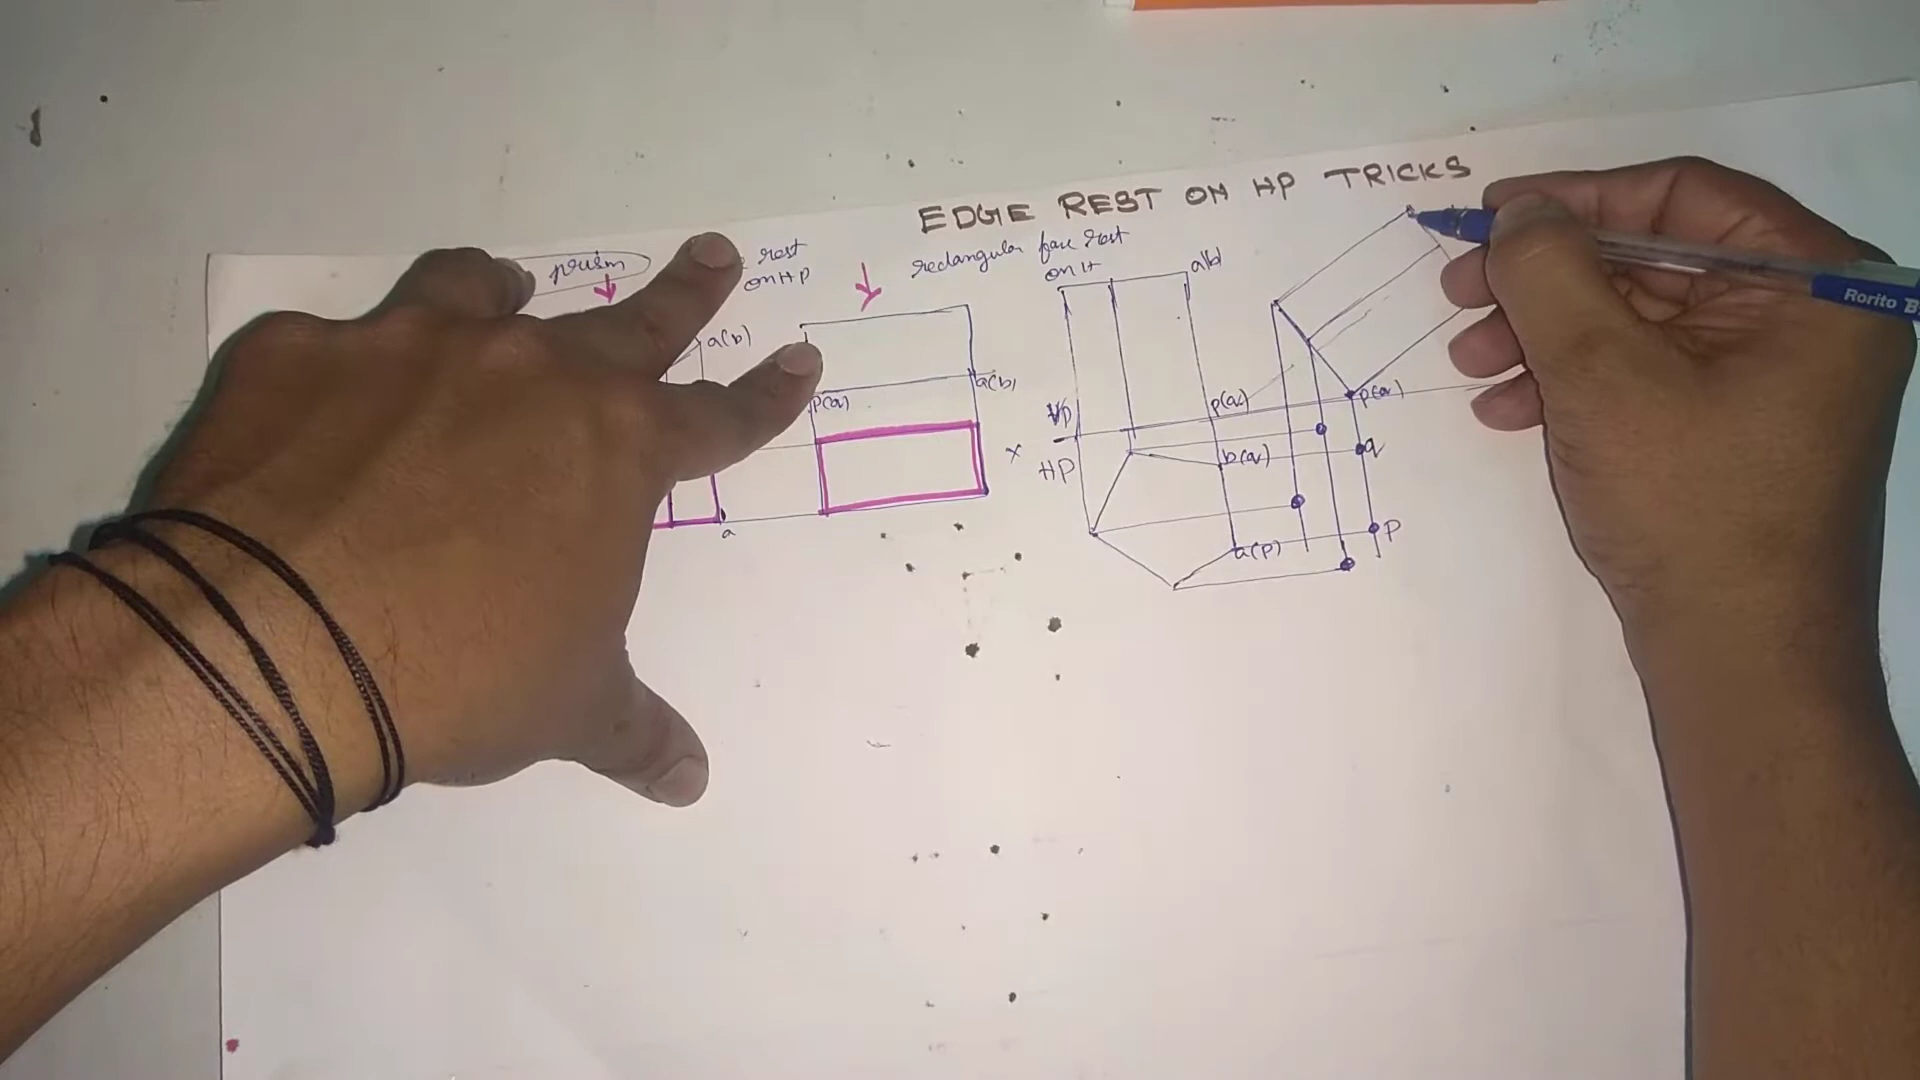 EDGE REST ON HP TRICKS
prism
rest
on HP
rectangular face rest
on H
a(b)
a(b)
p(q)
a
VP
HP
X
a(b)
p(q)
b(q)
a(p)
p(q)
q
P
Rorito B